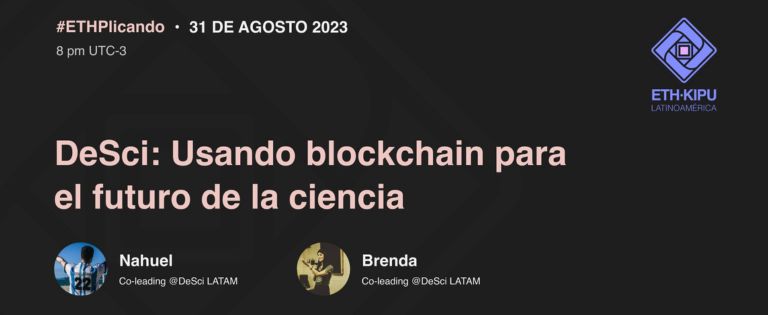 #ETHPlicando • 31 DE AGOSTO 2023
8 pm UTC-3
ETH·KIPU
LATINOAMÉRICA
DeSci: Usando blockchain para
el futuro de la ciencia
Nahuel
Co-leading @DeSci LATAM
22
Brenda
Co-leading @DeSci LATAM